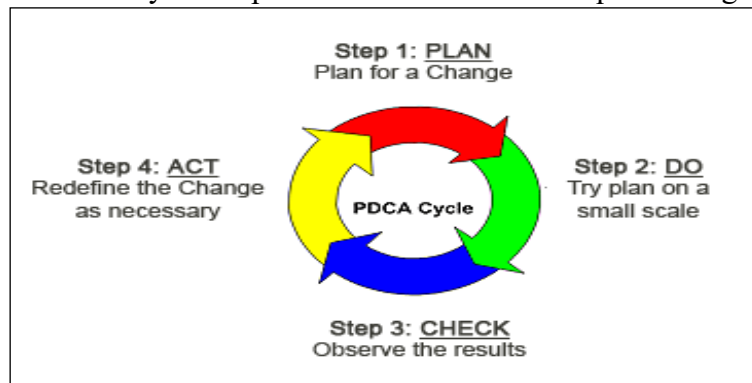 Step 1: PLAN
Plan for a Change
Step 2: DO
Try plan on a
small scale
Step 3: CHECK
Observe the results
Step 4: ACT
Redefine the Change
as necessary
PDCA Cycle